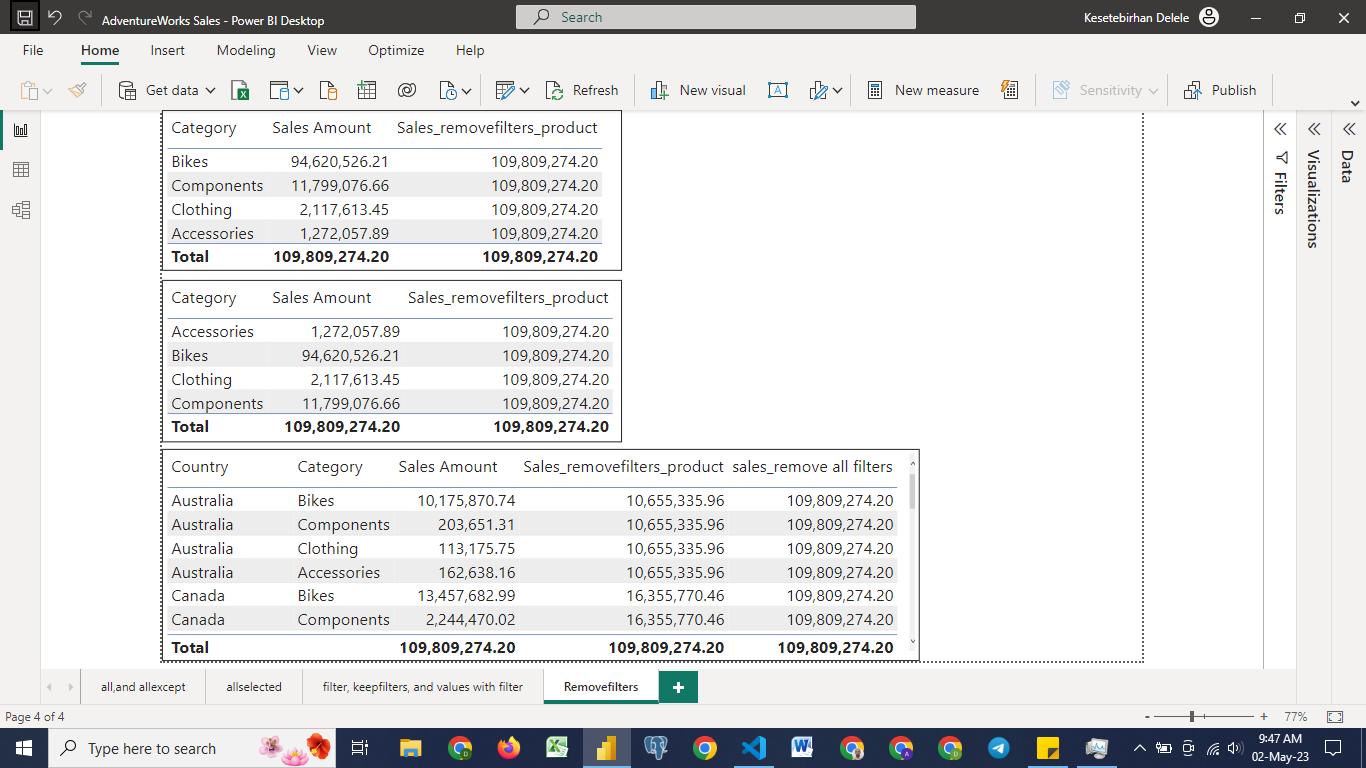 AdventureWorks Sales - Power BI Desktop
Search
Kesetebirhan Delele
File Home Insert Modeling View Optimize Help
Get data Refresh New visual New measure Sensitivity Publish
Category Sales Amount Sales_removefilters_product
Bikes 94,620,526.21 109,809,274.20
Components 11,799,076.66 109,809,274.20
Clothing 2,117,613.45 109,809,274.20
Accessories 1,272,057.89 109,809,274.20
Total 109,809,274.20 109,809,274.20
Category Sales Amount Sales_removefilters_product
Accessories 1,272,057.89 109,809,274.20
Bikes 94,620,526.21 109,809,274.20
Clothing 2,117,613.45 109,809,274.20
Components 11,799,076.66 109,809,274.20
Total 109,809,274.20 109,809,274.20
Country Category Sales Amount Sales_removefilters_product sales_remove all filters
Australia Bikes 10,175,870.74 10,655,335.96 109,809,274.20
Australia Components 203,651.31 10,655,335.96 109,809,274.20
Australia Clothing 113,175.75 10,655,335.96 109,809,274.20
Australia Accessories 162,638.16 10,655,335.96 109,809,274.20
Canada Bikes 13,457,682.99 16,355,770.46 109,809,274.20
Canada Components 2,244,470.02 16,355,770.46 109,809,274.20
Total 109,809,274.20 109,809,274.20 109,809,274.20
Filters
Visualizations
Data
all,and allexcept allselected filter, keepfilters, and values with filter Removefilters +
Page 4 of 4
- + 77%
Type here to search
9:47 AM
02-May-23